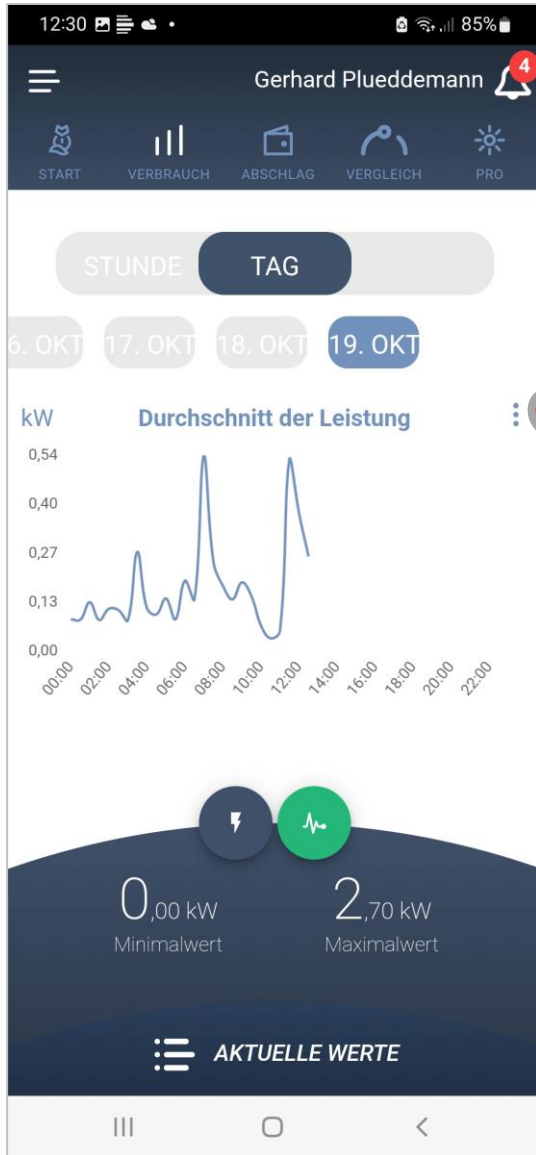 12:30 85%
Gerhard Plueddemann 4
START VERBRAUCH ABSCHLAG VERGLEICH PRO
STUNDE TAG
6. OKT 17. OKT 18. OKT 19. OKT
kW Durchschnitt der Leistung
0,54
0,40
0,27
0,13
0,00
00:00 02:00 04:00 06:00 08:00 10:00 12:00 14:00 16:00 18:00 20:00 22:00
0,00 kW 2,70 kW
Minimalwert Maximalwert
AKTUELLE WERTE